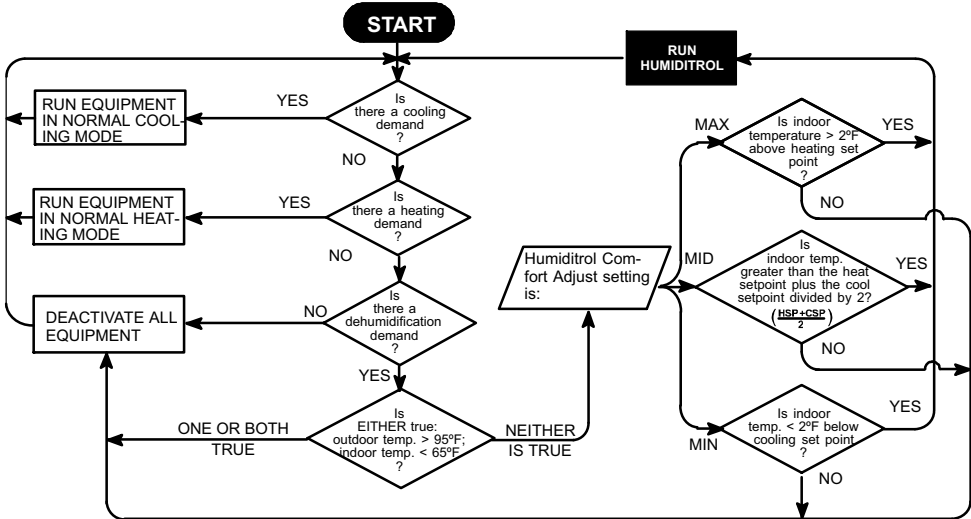 START
RUN
HUMIDITROL
Is
there a cooling
demand
?
YES
RUN EQUIPMENT
IN NORMAL COOL-
ING MODE
NO
Is
there a heating
demand
?
YES
RUN EQUIPMENT
IN NORMAL HEAT-
ING MODE
NO
Is
there a
dehumidification
demand
?
NO
DEACTIVATE ALL
EQUIPMENT
YES
Is
EITHER true:
outdoor temp. > 95ºF;
indoor temp. < 65ºF
?
ONE OR BOTH
TRUE
NEITHER
IS TRUE
Humiditrol Com-
fort Adjust setting
is:
MAX
Is indoor
temperature > 2ºF
above heating set
point
?
YES
NO
MID
Is
indoor temp.
greater than the heat
setpoint plus the cool
setpoint divided by 2?
(HSP+CSP
2)
YES
NO
MIN
Is indoor
temp. < 2ºF below
cooling set point
?
YES
NO